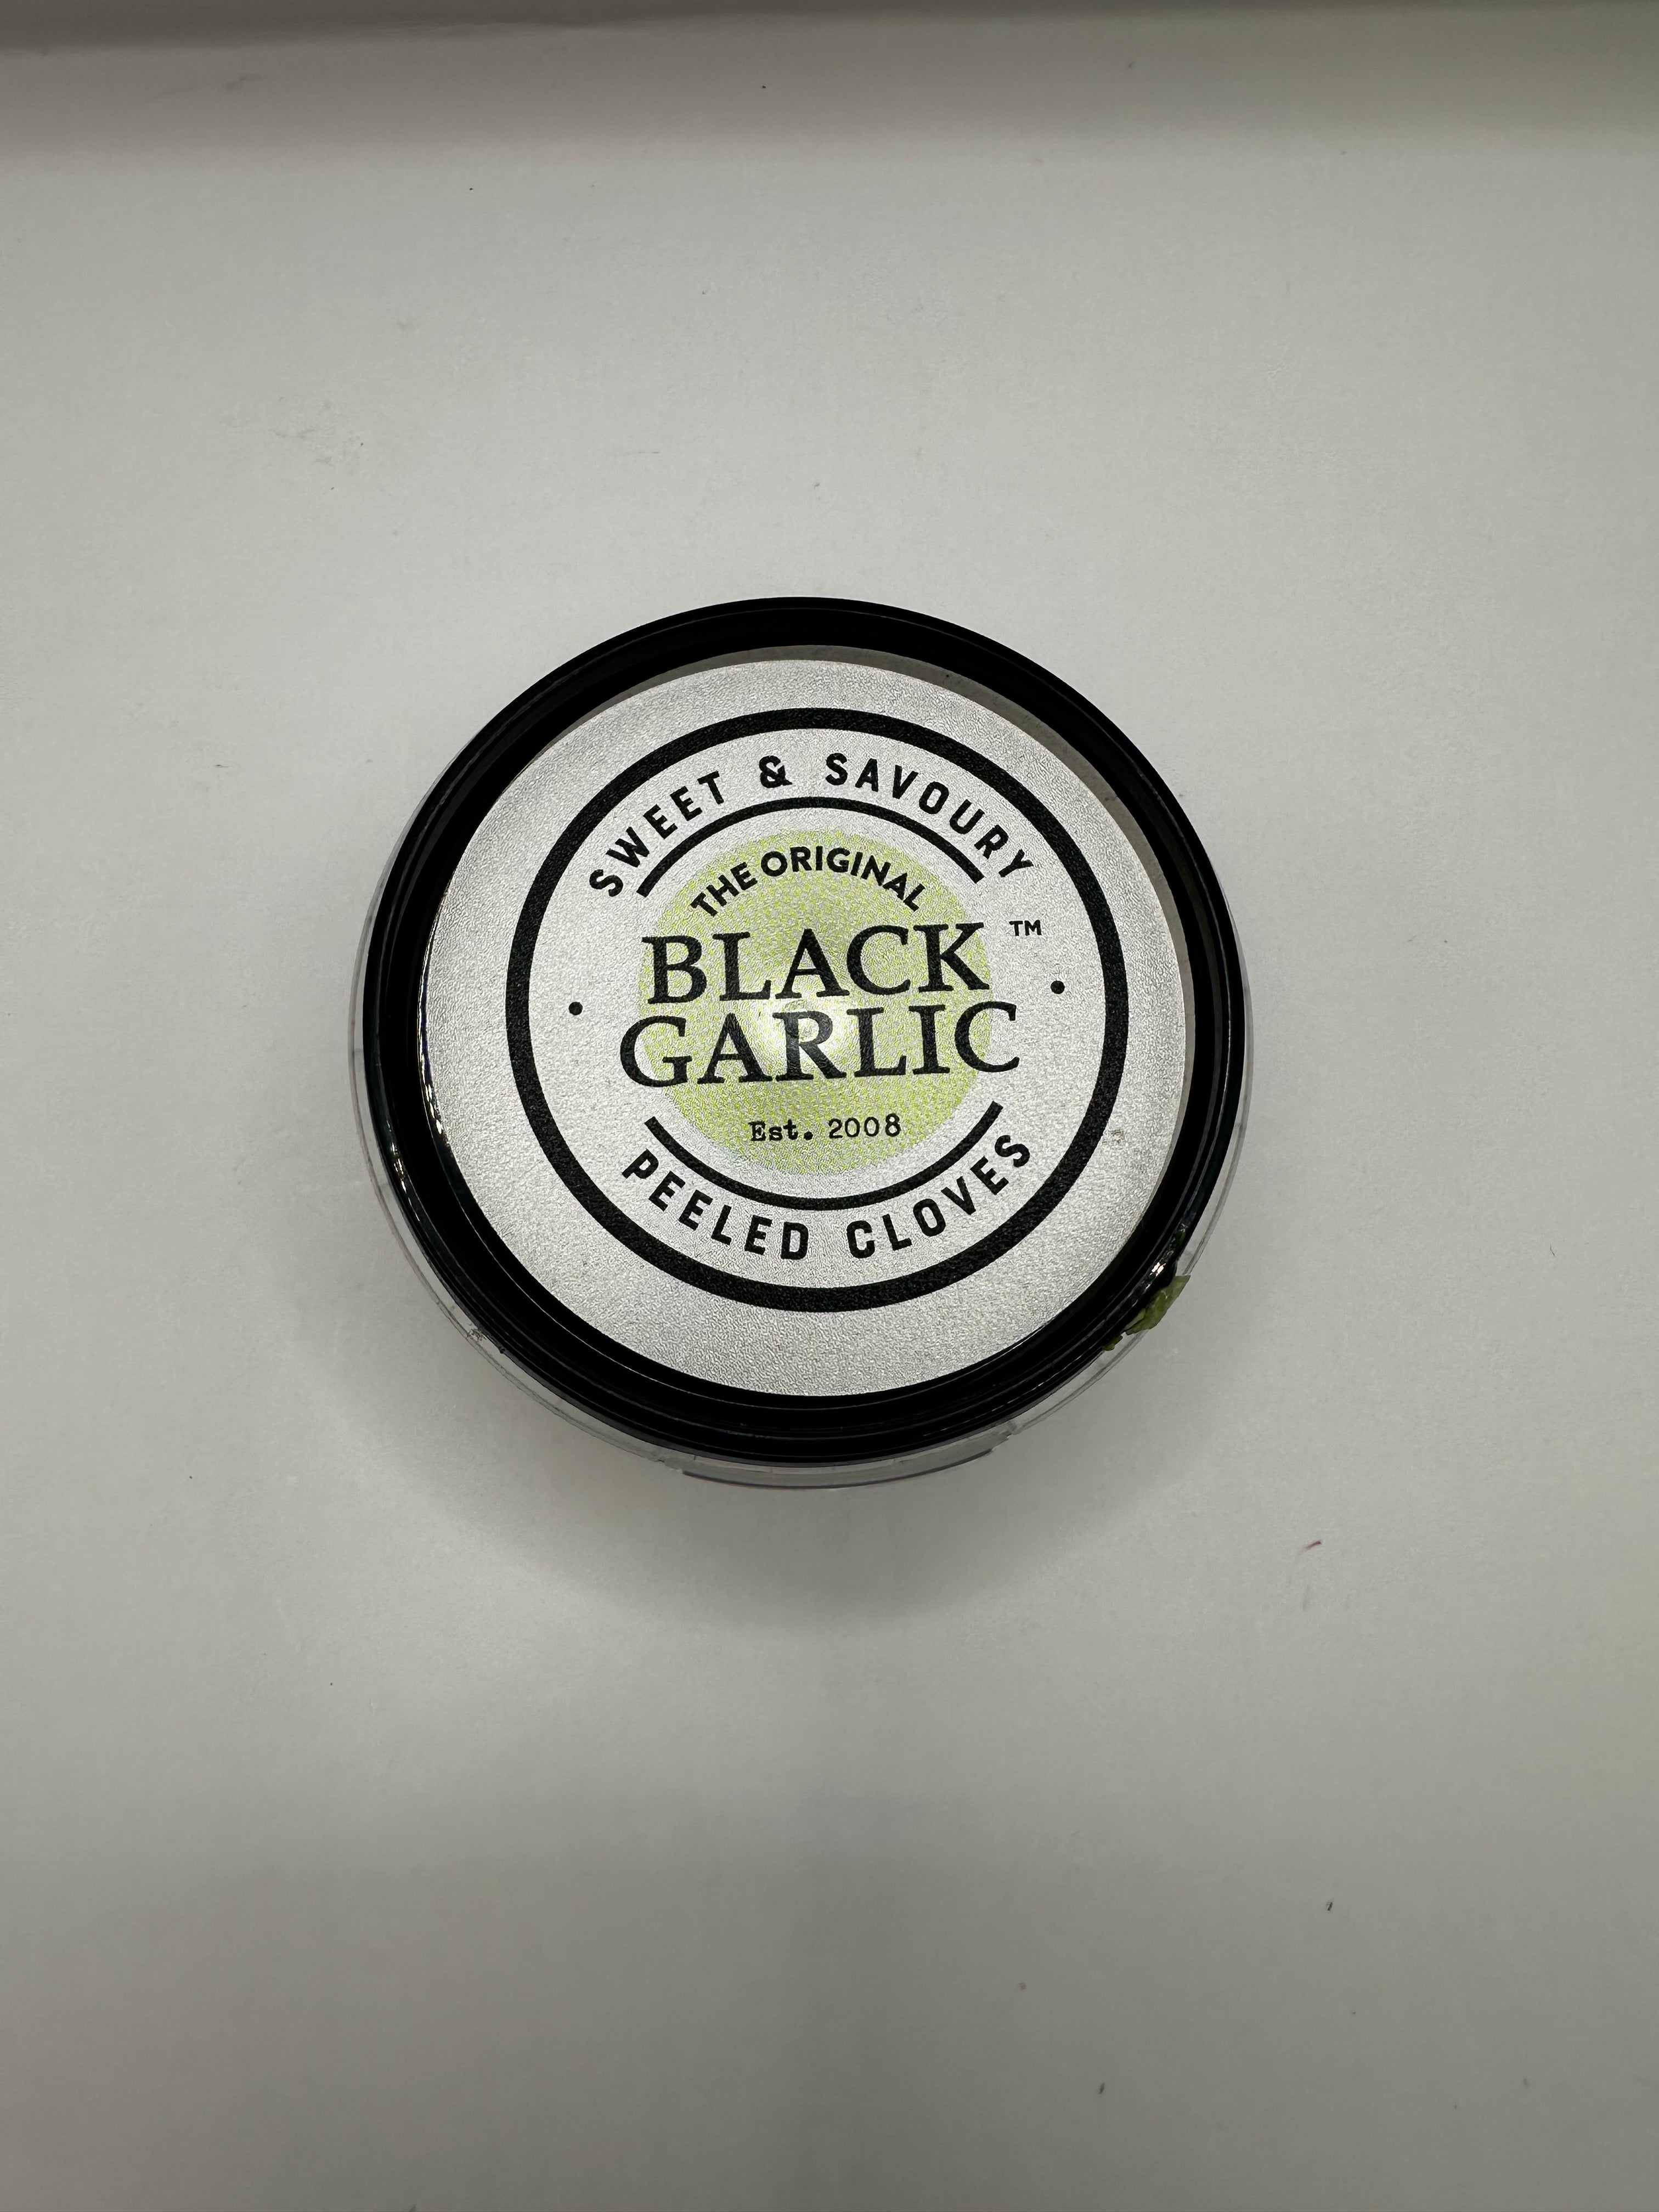 SWEET & SAVOURY
THE ORIGINAL
BLACK ™
GARLIC
Est. 2008
PEELED CLOVES